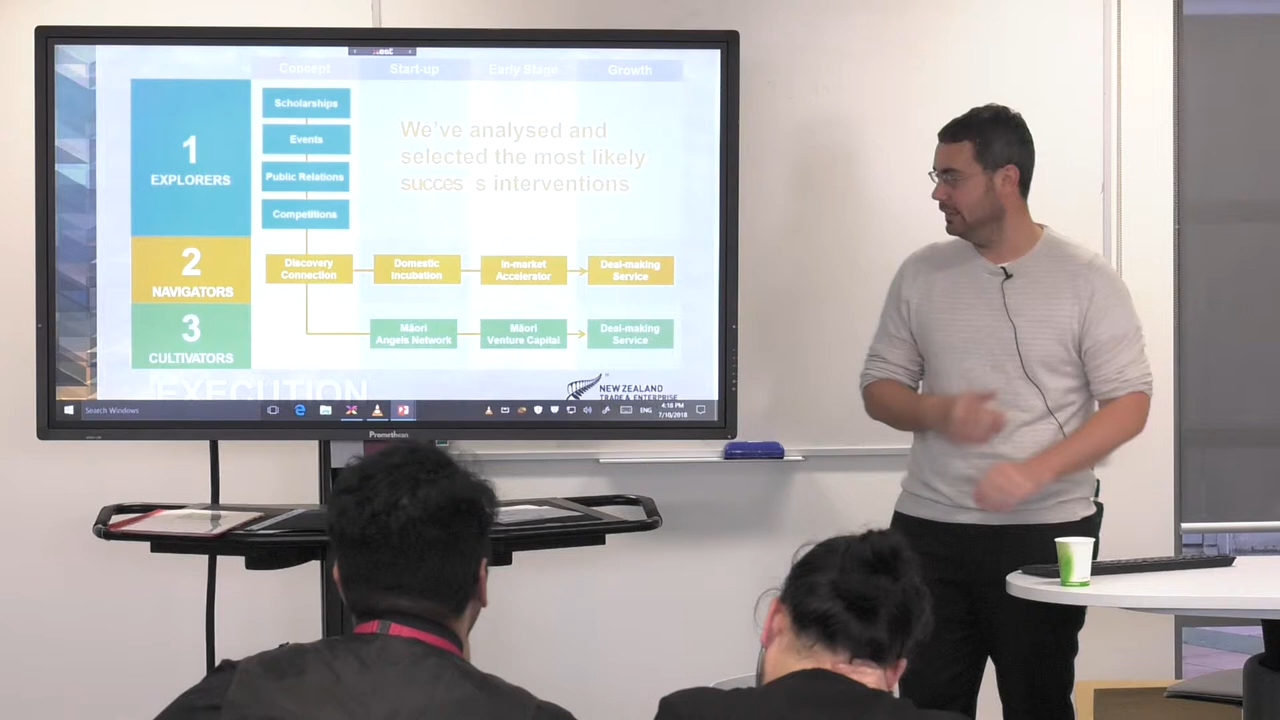 Concept Start-up Early Stage Growth
1
EXPLORERS
Scholarships
Events
Public Relations
Competitions
We've analysed and
selected the most likely
succes s interventions
2
NAVIGATORS
Discovery
Connection
Domestic
Incubation
In-market
Accelerator
Deal-making
Service
3
CULTIVATORS
Māori
Angels Network
Māori
Venture Capital
Deal-making
Service
EXECUTION
NEW ZEALAND
TRADE & ENTERPRISE
Search Windows
ENG
4:18 PM
7/10/2018
Promethean